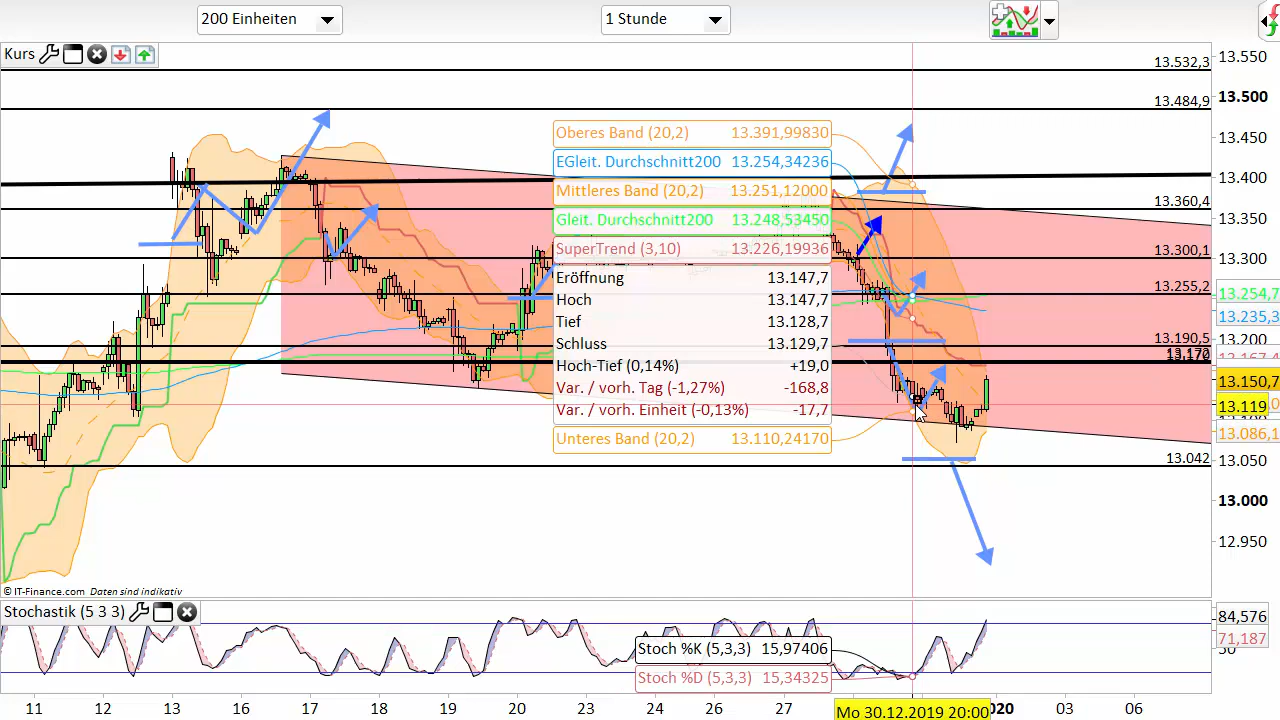 200 Einheiten
1 Stunde
Kurs
13.532,3
13.550
13.484,9
13.500
13.450
13.400
13.360,4
13.350
13.300,1
13.300
13.255,2
13.254,7
13.235,3
13.190,5
13.200
13.170
13.150,7
13.119
13.086,1
13.042
13.050
13.000
12.950
Oberes Band (20,2) 13.391,99830
EGleit. Durchschnitt200 13.254,34236
Mittleres Band (20,2) 13.251,12000
Gleit. Durchschnitt200 13.248,53450
SuperTrend (3,10) 13.226,19936
Eröffnung 13.147,7
Hoch 13.147,7
Tief 13.128,7
Schluss 13.129,7
Hoch-Tief (0,14%) +19,0
Var. / vorh. Tag (-1,27%) -168,8
Var. / vorh. Einheit (-0,13%) -17,7
Unteres Band (20,2) 13.110,24170
© IT-Finance.com Daten sind indikativ
Stochastik (5 3 3)
84,576
71,187
Stoch %K (5,3,3) 15,97406
Stoch %D (5,3,3) 15,34325
11 12 13 16 17 18 19 20 23 24 26 27 Mo 30.12.2019 20:00 020 03 06